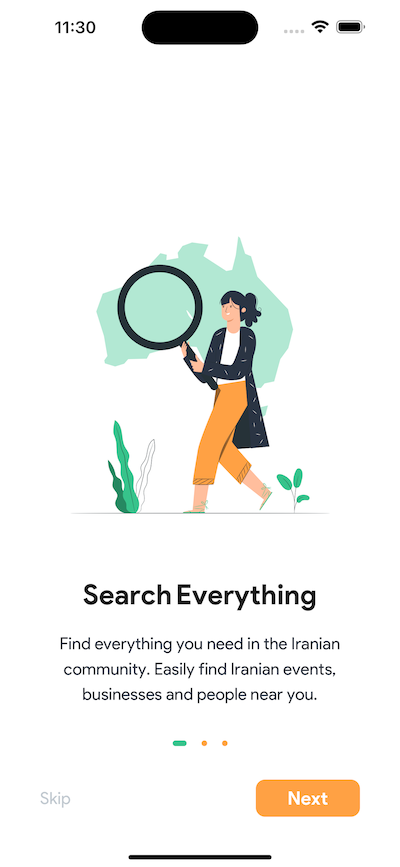 11:30
Search Everything
Find everything you need in the Iranian
community. Easily find Iranian events,
businesses and people near you.
Skip
Next